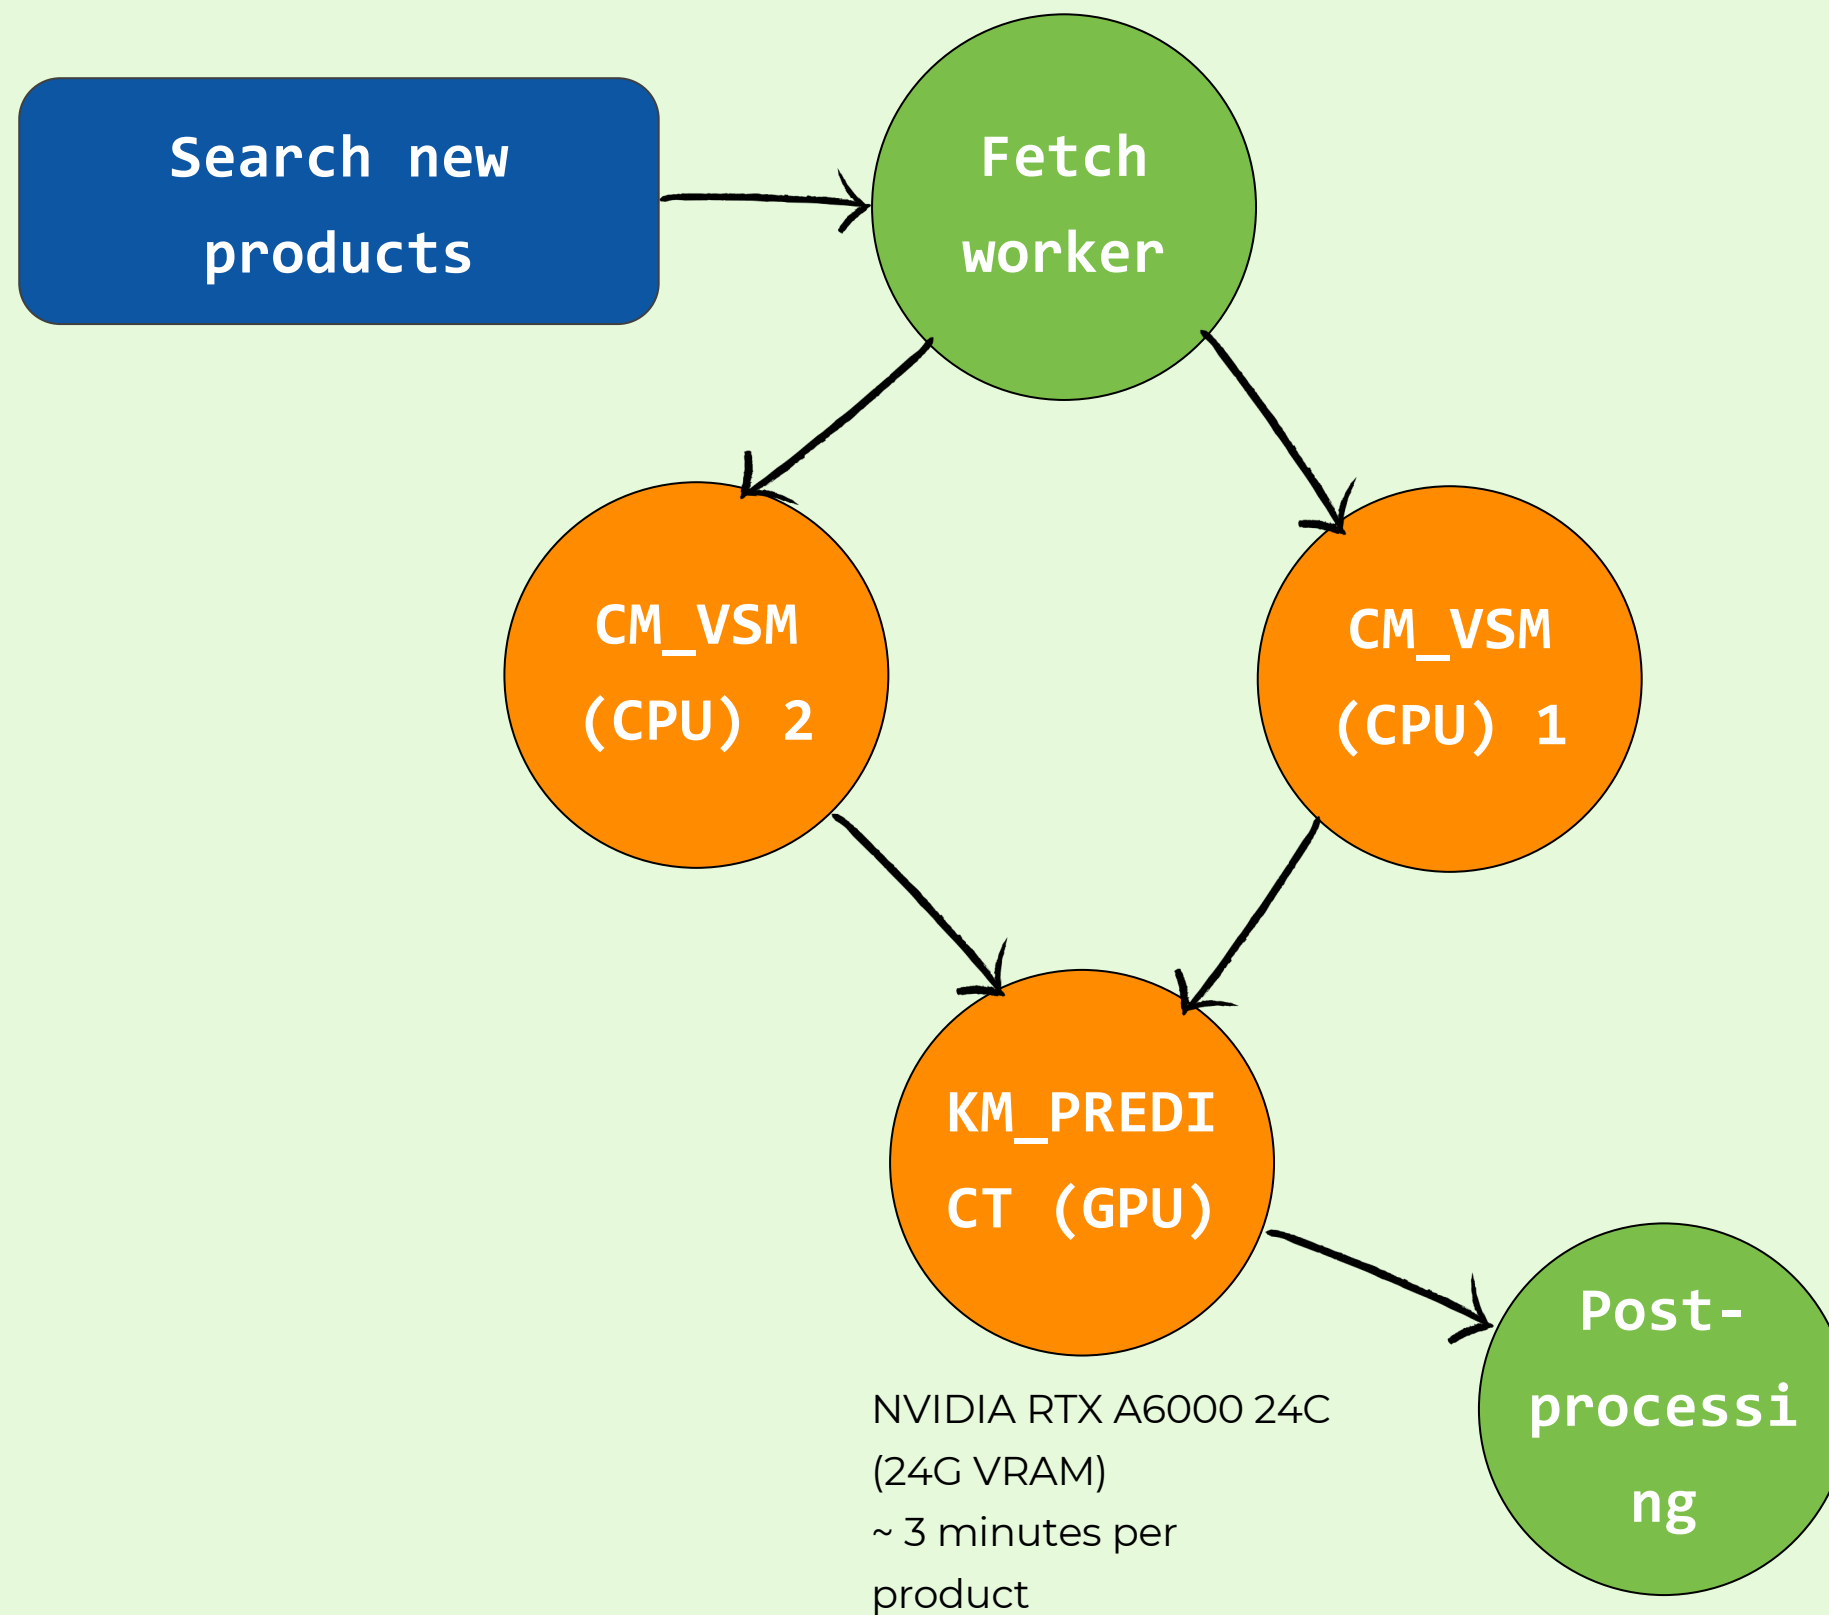 Search new
products
Fetch
worker
CM_VSM
(CPU) 2
CM_VSM
(CPU) 1
KM_PREDI
CT (GPU)
NVIDIA RTX A6000 24C
(24G VRAM)
~ 3 minutes per
product
Post-
processi
ng